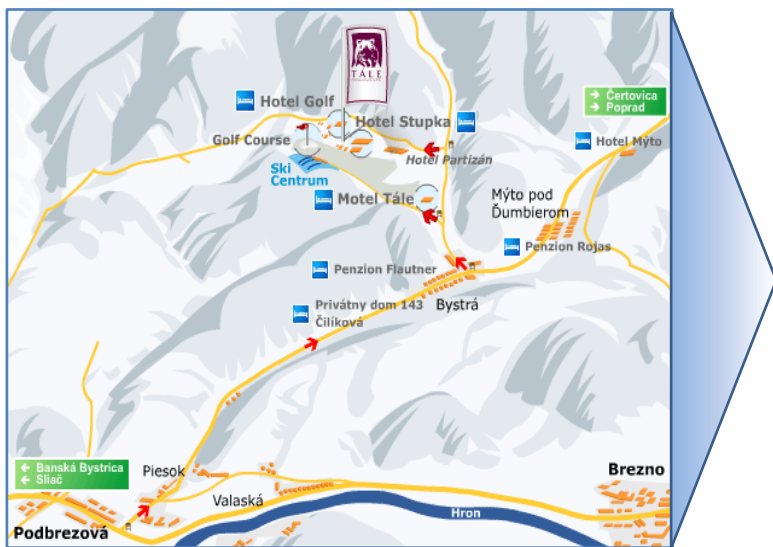 TÁLE
Hotel Golf
Hotel Stupka
Golf Course
Hotel Partizán
Ski
Centrum
Motel Tále
→ Čertovica
→ Poprad
Hotel Mýto
Mýto pod
Ďumbierom
Penzion Rojas
Penzion Flautner
Bystrá
Privátny dom 143
Čilíková
← Banská Bystrica
← Sliač
Piesok
Valaská
Brezno
Podbrezová
Hron